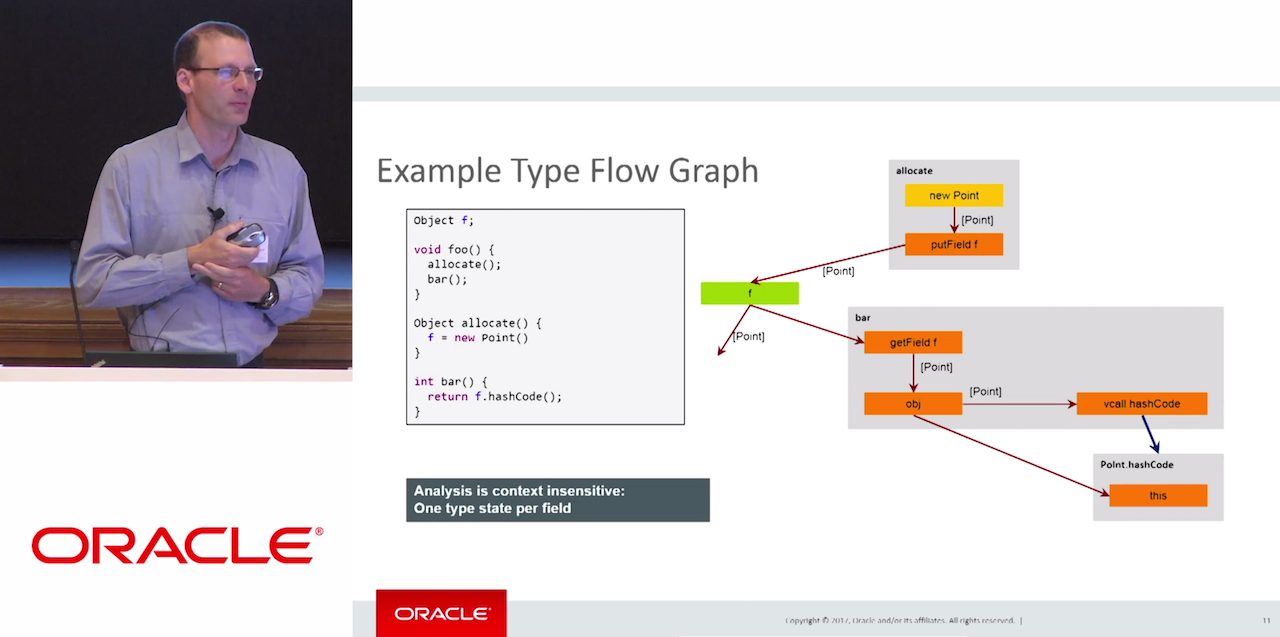 Example Type Flow Graph
Object f;
void foo() {
allocate();
bar();
}
Object allocate() {
f = new Point()
}
int bar() {
return f.hashCode();
}
Analysis is context insensitive:
One type state per field
allocate
new Point
[Point]
putField f
[Point]
f
[Point]
bar
getField f
[Point]
obj
[Point]
vcall hashCode
Point.hashCode
this
ORACLE®
ORACLE®
Copyright © 2017, Oracle and/or its affiliates. All rights reserved. |
11